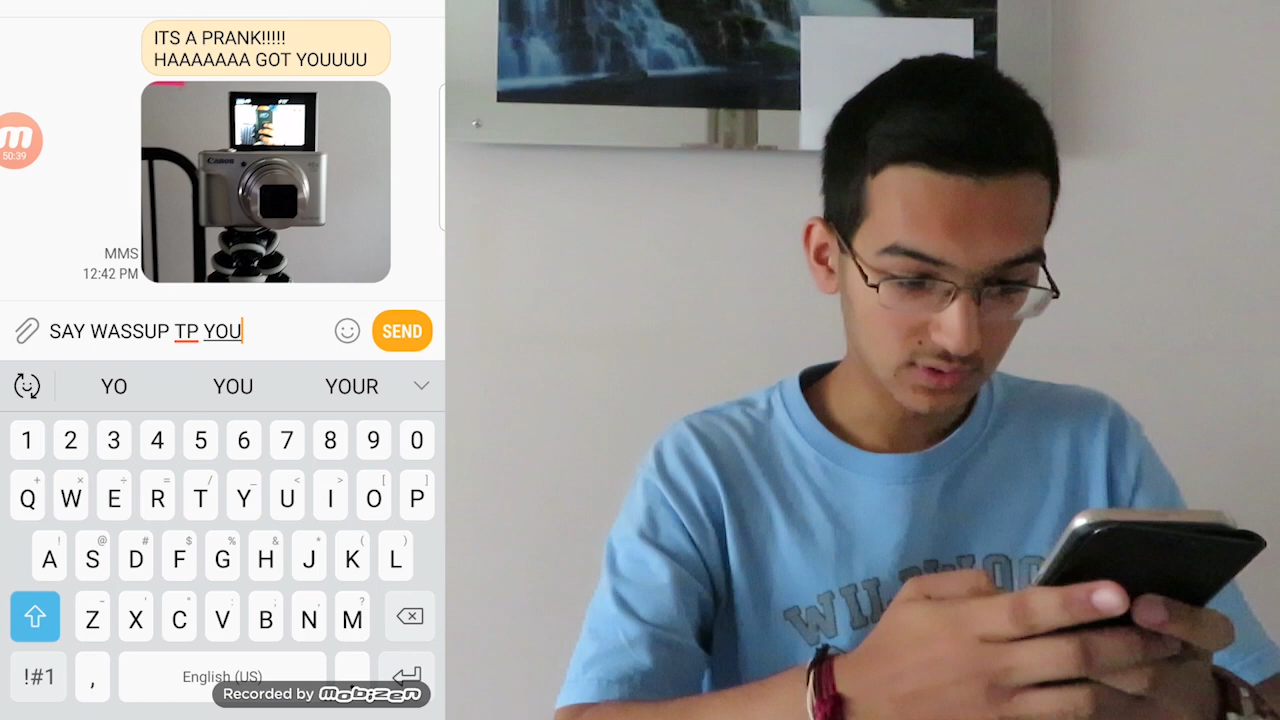 ITS A PRANK!!!!!
HAAAAAAA GOT YOUUUU
50:39
Canon
MMS
12:42 PM
SAY WASSUP TP YOU
SEND
YO YOU YOUR
1 2 3 4 5 6 7 8 9 0
Q W E R T Y U I O P
A S D F G H J K L
Z X C V B N M
!#1 , English (US)
Recorded by mobizen